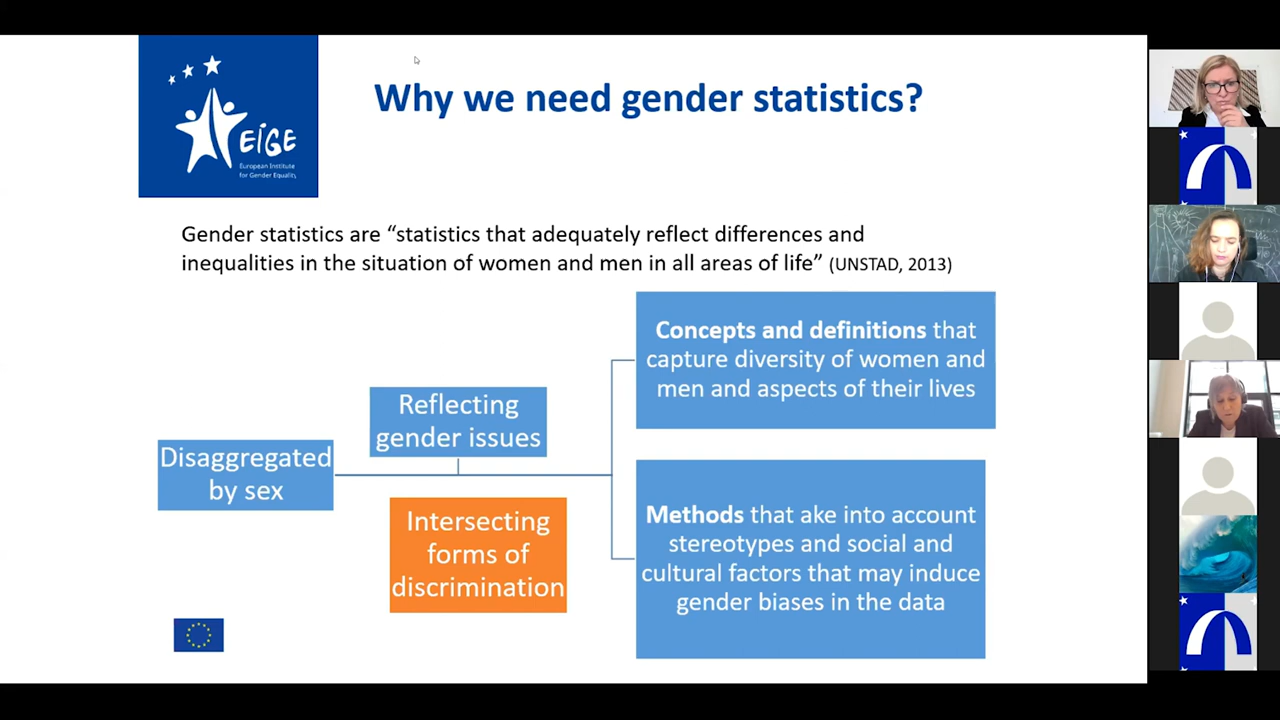 Why we need gender statistics?
EIGE
European Institute
for Gender Equality
Gender statistics are “statistics that adequately reflect differences and
inequalities in the situation of women and men in all areas of life” (UNSTAD, 2013)
Disaggregated
by sex
Reflecting
gender issues
Intersecting
forms of
discrimination
Concepts and definitions that
capture diversity of women and
men and aspects of their lives
Methods that ake into account
stereotypes and social and
cultural factors that may induce
gender biases in the data